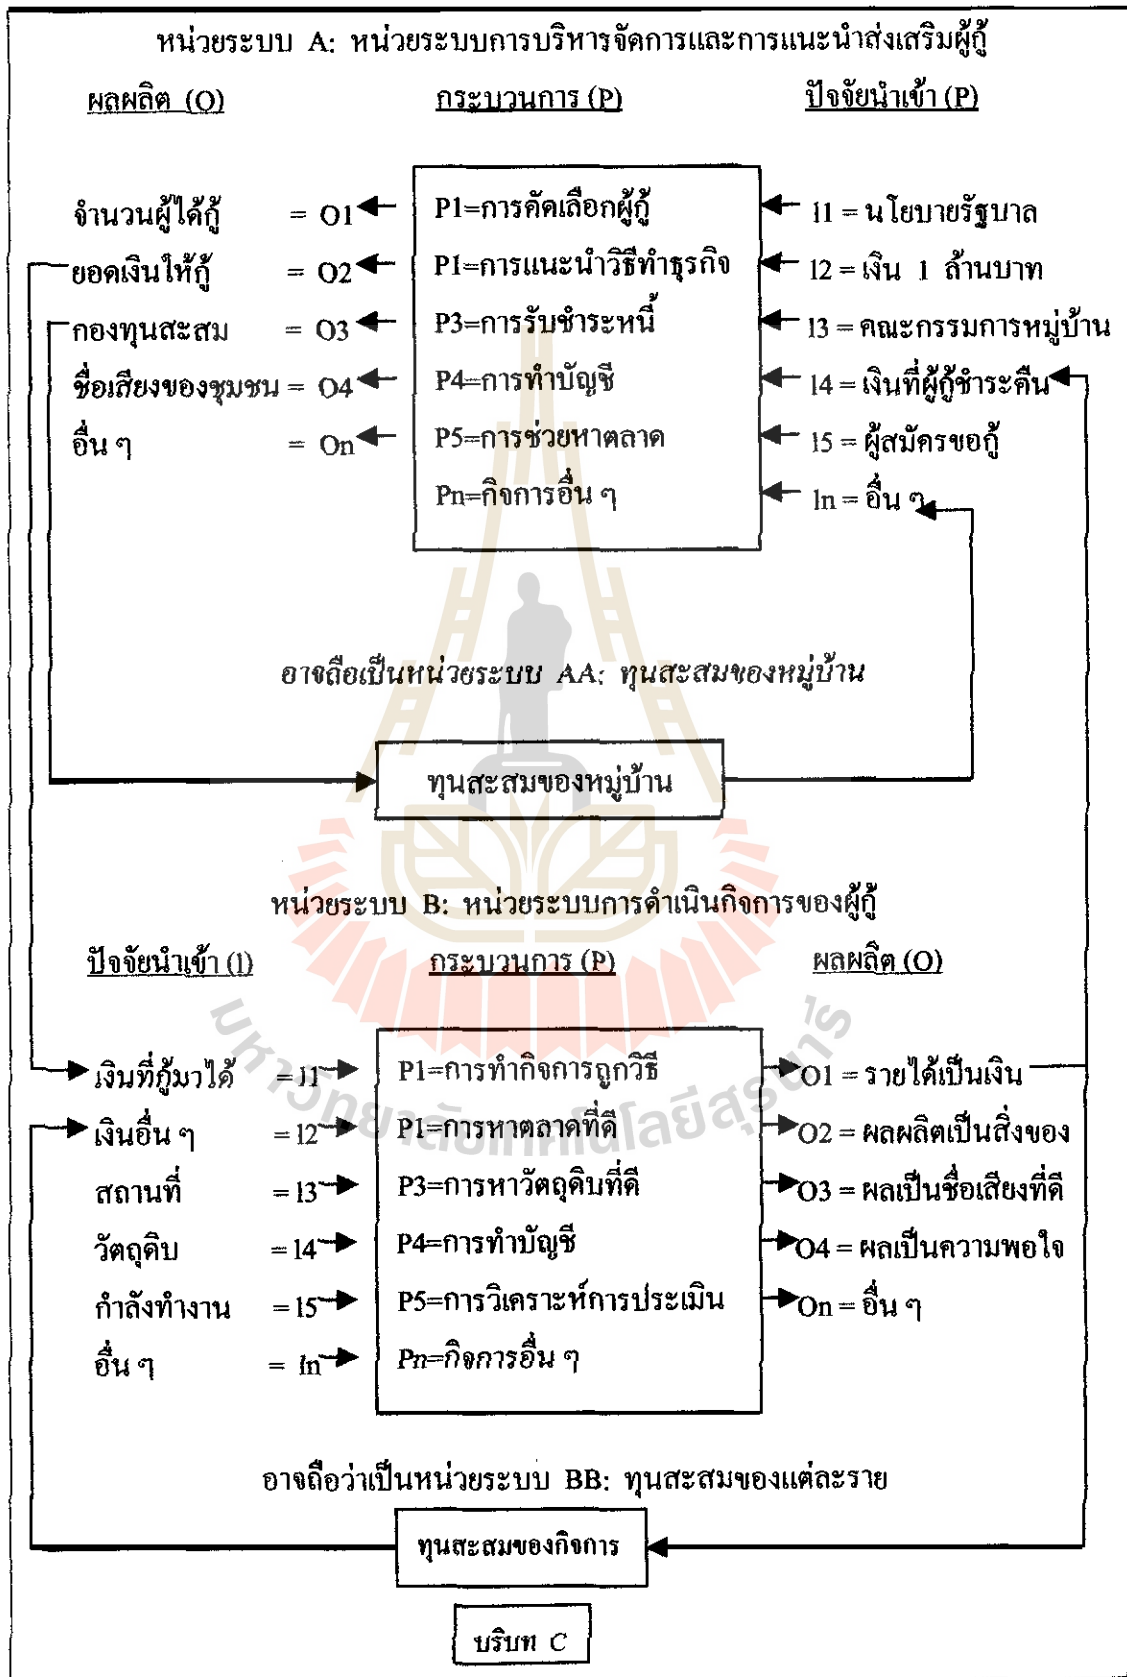 หน่วยระบบ A: หน่วยระบบการบริหารจัดการและการแนะนำส่งเสริมผู้กู้
ผลผลิต (O) กระบวนการ (P) ปัจจัยนำเข้า (P)
จำนวนผู้ได้กู้ = O1 P1=การคัดเลือกผู้กู้ I1 = นโยบายรัฐบาล
ยอดเงินให้กู้ = O2 P1=การแนะนำวิธีทำธุรกิจ I2 = เงิน 1 ล้านบาท
กองทุนสะสม = O3 P3=การรับชำระหนี้ I3 = คณะกรรมการหมู่บ้าน
ชื่อเสียงของชุมชน = O4 P4=การทำบัญชี I4 = เงินที่ผู้กู้ชำระคืน
อื่น ๆ = On P5=การช่วยหาตลาด I5 = ผู้สมัครขอกู้
Pn=กิจการอื่น ๆ In = อื่น ๆ
อาจถือเป็นหน่วยระบบ AA: ทุนสะสมของหมู่บ้าน
ทุนสะสมของหมู่บ้าน
หน่วยระบบ B: หน่วยระบบการดำเนินกิจการของผู้กู้
ปัจจัยนำเข้า (I) กระบวนการ (P) ผลผลิต (O)
เงินที่กู้มาได้ = I1 P1=การทำกิจการถูกวิธี O1 = รายได้เป็นเงิน
เงินอื่น ๆ = I2 P1=การหาตลาดที่ดี O2 = ผลผลิตเป็นสิ่งของ
สถานที่ = I3 P3=การหาวัตถุดิบที่ดี O3 = ผลเป็นชื่อเสียงที่ดี
วัตถุดิบ = I4 P4=การทำบัญชี O4 = ผลเป็นความพอใจ
กำลังทำงาน = I5 P5=การวิเคราะห์การประเมิน On = อื่น ๆ
อื่น ๆ = In Pn=กิจการอื่น ๆ
มหาวิทยาลัยเทคโนโลยีสุรนารี
อาจถือว่าเป็นหน่วยระบบ BB: ทุนสะสมของแต่ละราย
ทุนสะสมของกิจการ
บริบท C